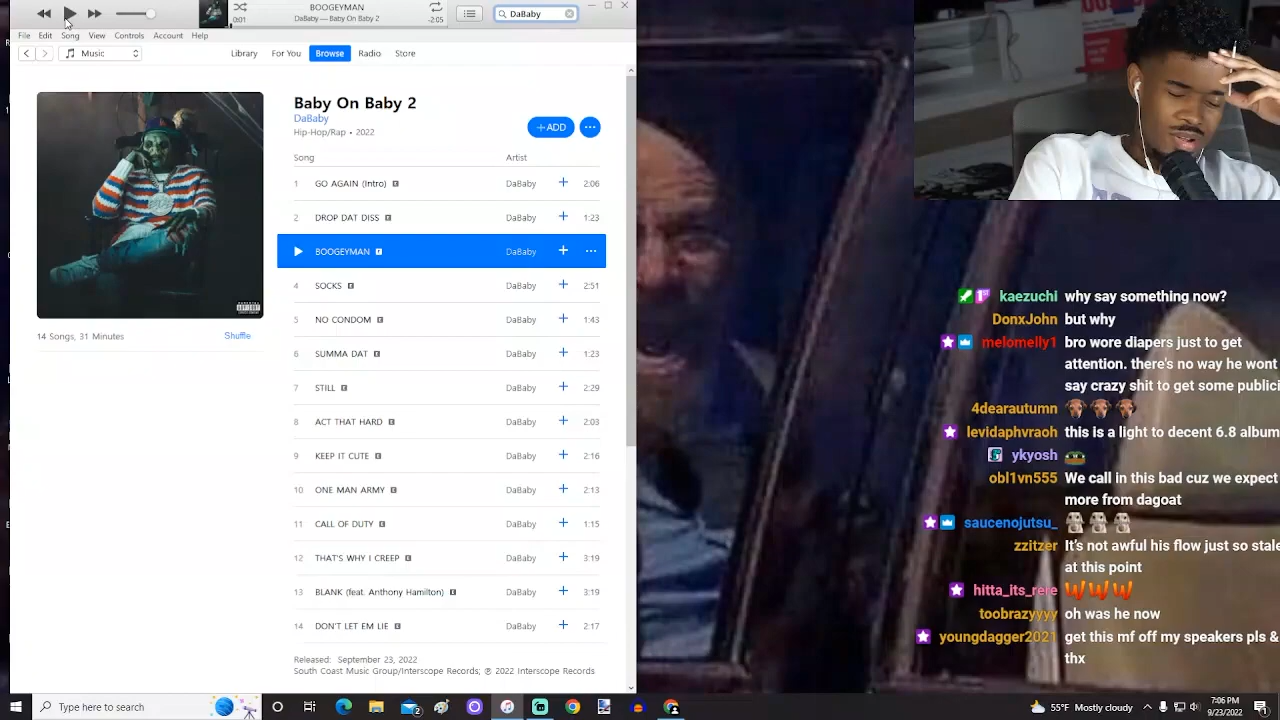 BOOGEYMAN
0:01
DaBaby — Baby On Baby 2
-2:05
DaBaby
File Edit Song View Controls Account Help
Music
Library For You Browse Radio Store
Baby On Baby 2
DaBaby
Hip-Hop/Rap • 2022
+ADD
Song Artist
1 GO AGAIN (Intro) E DaBaby 2:06
2 DROP DAT DISS E DaBaby 1:23
BOOGEYMAN E DaBaby
4 SOCKS E DaBaby 2:51
5 NO CONDOM E DaBaby 1:43
6 SUMMA DAT E DaBaby 1:23
7 STILL E DaBaby 2:29
8 ACT THAT HARD E DaBaby 2:03
9 KEEP IT CUTE E DaBaby 2:16
10 ONE MAN ARMY E DaBaby 2:13
11 CALL OF DUTY E DaBaby 1:15
12 THAT'S WHY I CREEP E DaBaby 3:19
13 BLANK (feat. Anthony Hamilton) E DaBaby 3:19
14 DON'T LET EM LIE E DaBaby 2:17
14 Songs, 31 Minutes Shuffle
Released: September 23, 2022
South Coast Music Group/Interscope Records; ℗ 2022 Interscope Records
kaezuchi why say something now?
DonxJohn but why
melomelly1 bro wore diapers just to get
attention. there's no way he wont
say crazy shit to get some publici
4dearautumn
levidaphvraoh this is a light to decent 6.8 album
ykyosh
obl1vn555 We call in this bad cuz we expect
more from dagoat
saucenojutsu_
zzitzer It's not awful his flow just so stale
at this point
hitta_its_rere
toobrazyyyy oh was he now
youngdagger2021 get this mf off my speakers pls &
thx
Type here to search
55°F Mostly cloudy
7:06 PM
9/23/2022